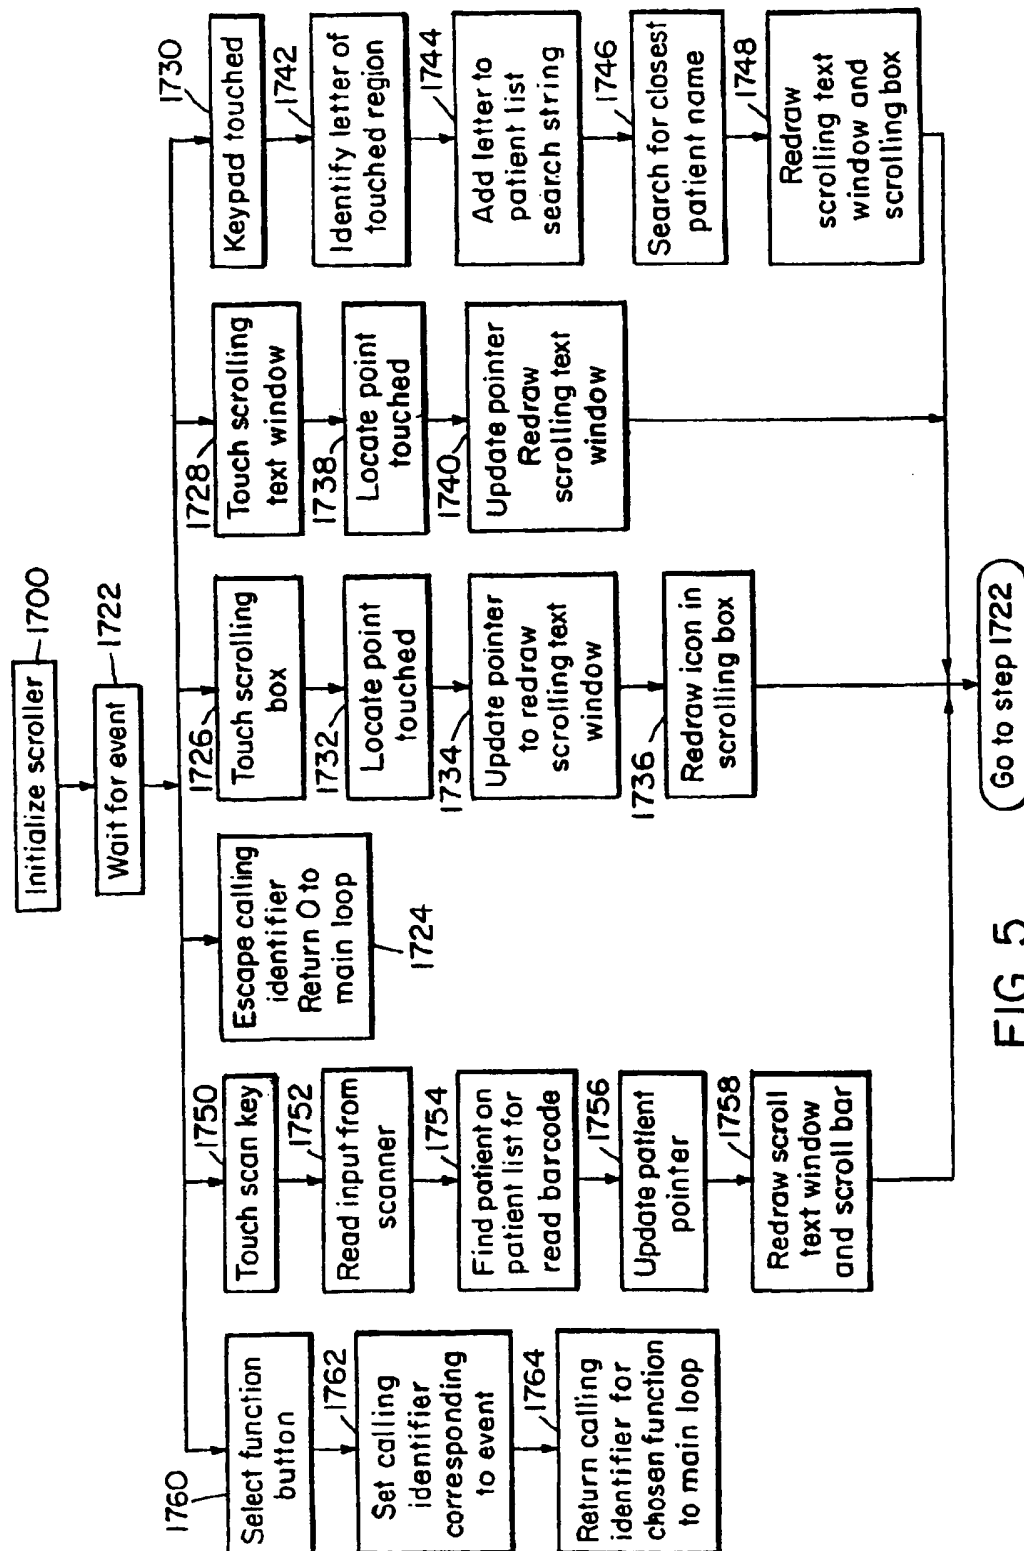 Initialize scroller
1700
Wait for event
1722
1760
Select function
button
1762
Set calling
identifier
corresponding
to event
1764
Return calling
identifier for
chosen function
to main loop
1750
Touch scan key
1752
Read input from
scanner
1754
Find patient on
patient list for
read barcode
1756
Update patient
pointer
1758
Redraw scroll
text window
and scroll bar
Escape calling
identifier
Return 0 to
main loop
1724
1726
Touch scrolling
box
1732
Locate point
touched
1734
Update pointer
to redraw
scrolling text
window
1736
Redraw icon in
scrolling box
1728
Touch scrolling
text window
1738
Locate point
touched
1740
Update pointer
Redraw
scrolling text
window
1730
Keypad touched
1742
Identify letter of
touched region
1744
Add letter to
patient list
search string
1746
Search for closest
patient name
1748
Redraw
scrolling text
window and
scrolling box
Go to step 1722
FIG. 5